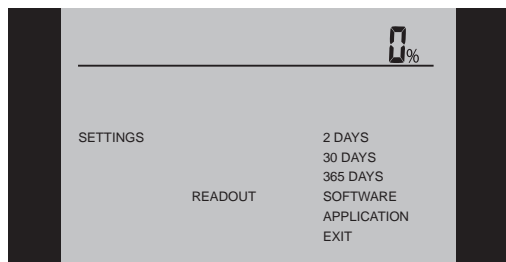 0%
SETTINGS 2 DAYS
30 DAYS
365 DAYS
READOUT SOFTWARE
APPLICATION
EXIT